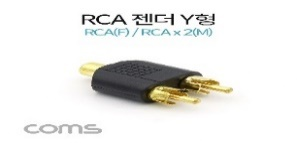 RCA 젠더 Y형
RCA(F) / RCA x 2(M)
coms